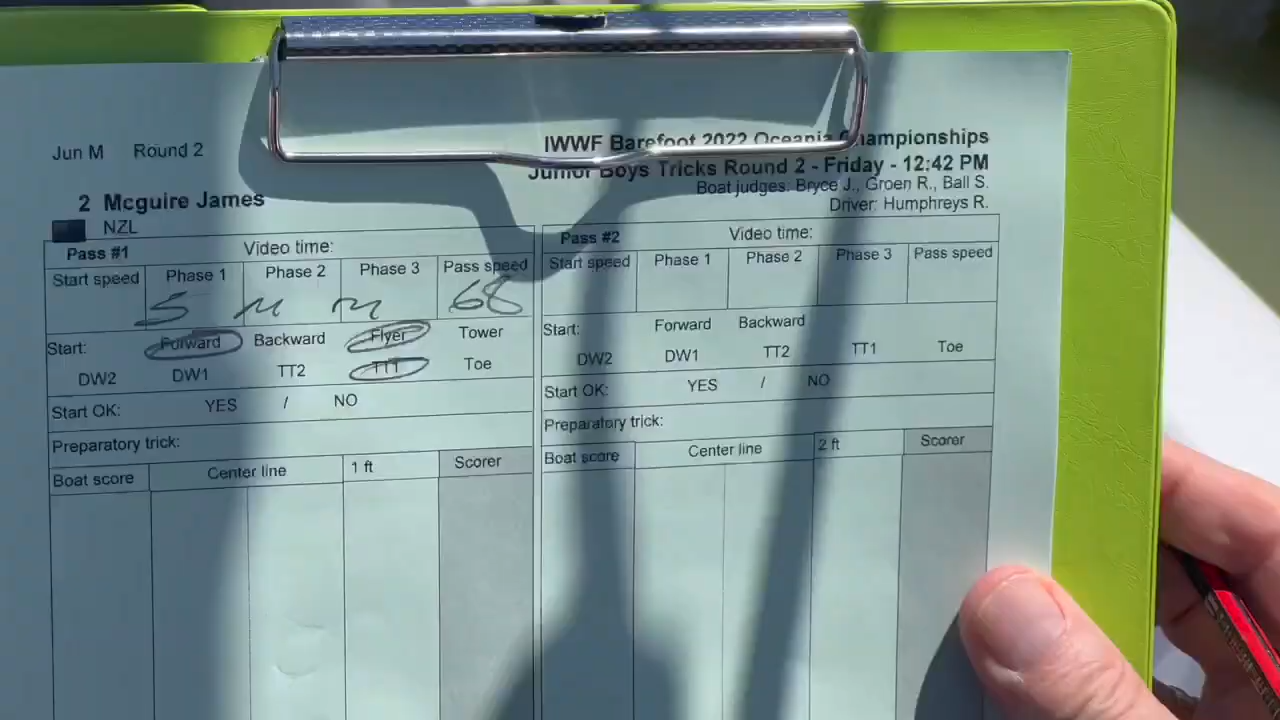 Jun M Round 2
IWWF Barefoot 2022 Oceania Championships
Junior Boys Tricks Round 2 - Friday - 12:42 PM
Boat judges: Bryce J., Groen R., Ball S.
Driver: Humphreys R.
2 Mcguire James
NZL
Pass #1 Video time:
Start speed Phase 1 Phase 2 Phase 3 Pass speed
S M M 68
Start: Forward Backward Flyer Tower
DW2 DW1 TT2 TT1 Toe
Start OK: YES / NO
Preparatory trick:
Boat score Center line 1 ft Scorer
Pass #2 Video time:
Start speed Phase 1 Phase 2 Phase 3 Pass speed
Start: Forward Backward
DW2 DW1 TT2 TT1 Toe
Start OK: YES / NO
Preparatory trick:
Boat score Center line 2 ft Scorer